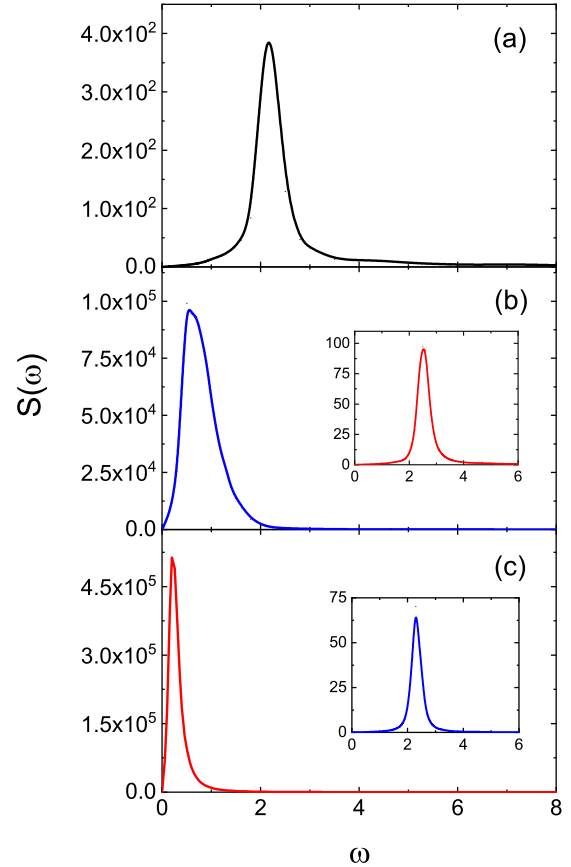 (a)
4.0x10²
3.0x10²
2.0x10²
1.0x10²
0.0
(b)
1.0x10⁵
7.5x10⁴
5.0x10⁴
2.5x10⁴
0.0
100
75
50
25
0
0 2 4 6
S(ω)
(c)
4.5x10⁵
3.0x10⁵
1.5x10⁵
0.0
75
50
25
0
0 2 4 6
0 2 4 6 8
ω